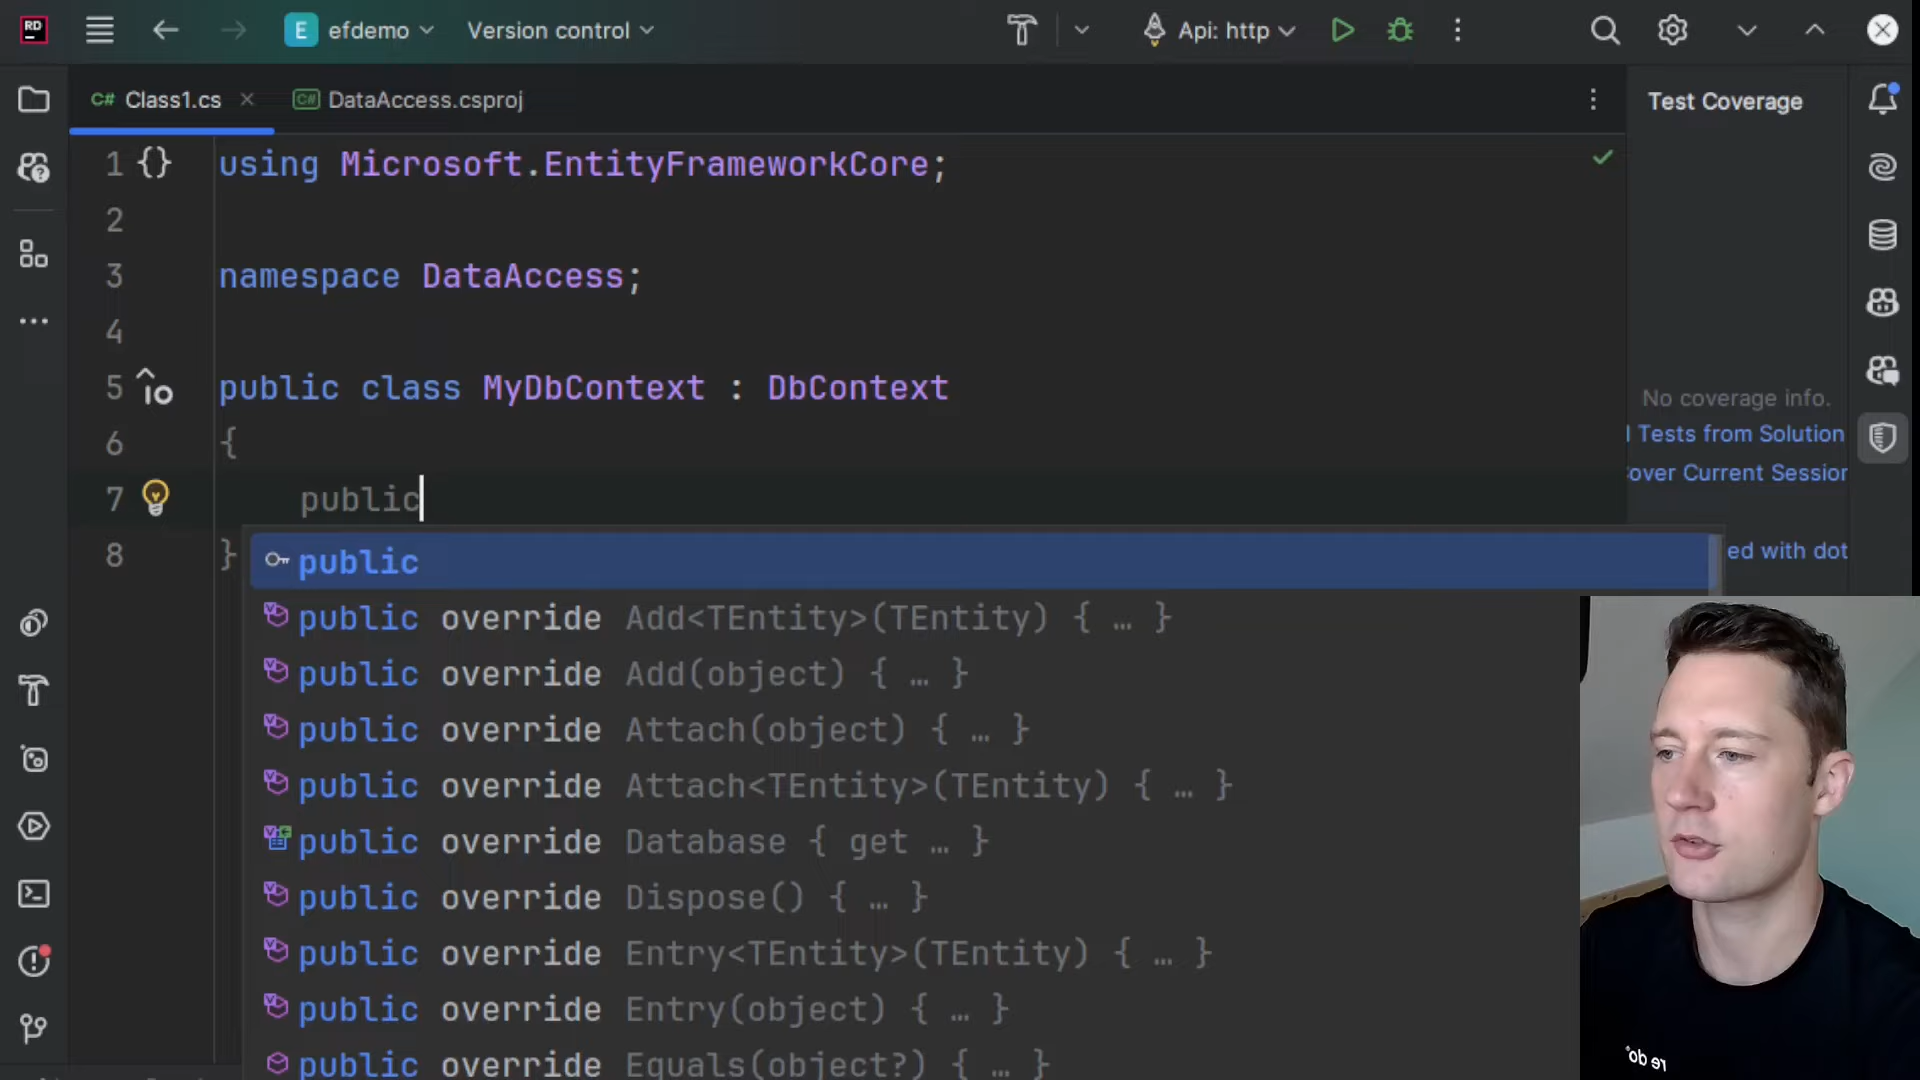 RD
E efdemo
Version control
Api: http
C# Class1.cs
C# DataAccess.csproj
Test Coverage
1 {} using Microsoft.EntityFrameworkCore;
2
3 namespace DataAccess;
4
5 public class MyDbContext : DbContext
6 {
7 public
8 }
No coverage info.
Tests from Solution
over Current Session
ed with dot
public
public override Add<TEntity>(TEntity) { … }
public override Add(object) { … }
public override Attach(object) { … }
public override Attach<TEntity>(TEntity) { … }
public override Database { get … }
public override Dispose() { … }
public override Entry<TEntity>(TEntity) { … }
public override Entry(object) { … }
public override Equals(object?) { … }